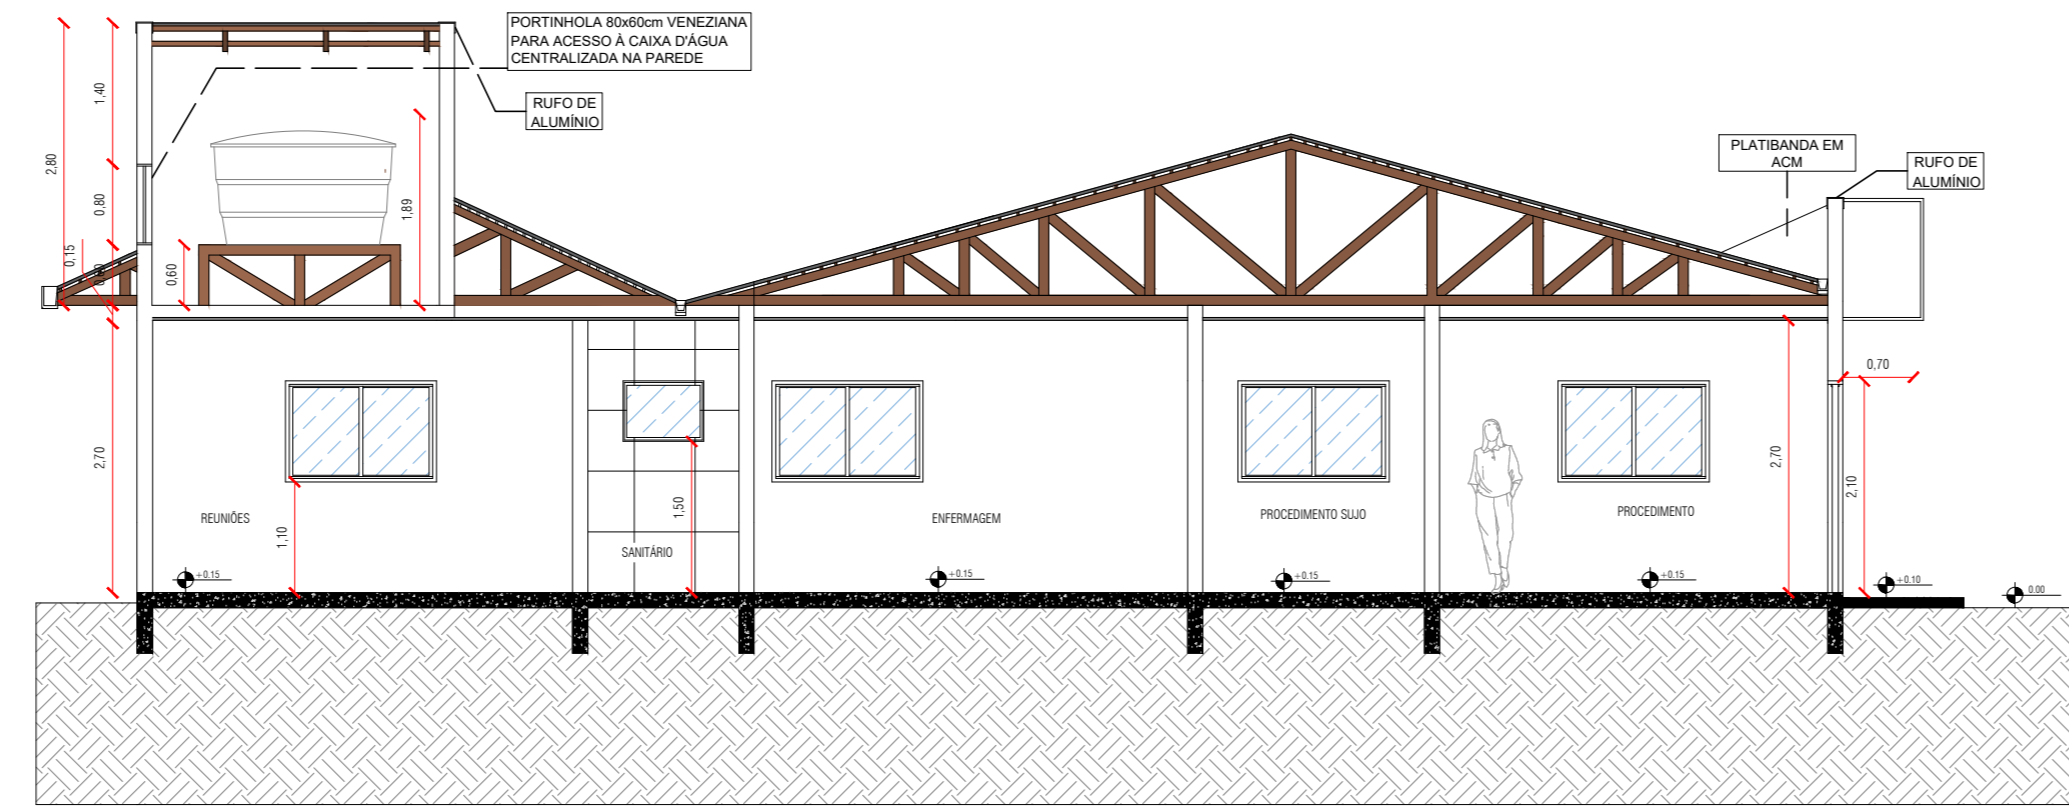 PORTINHOLA 80x60cm VENEZIANA
PARA ACESSO À CAIXA D'ÁGUA
CENTRALIZADA NA PAREDE
RUFO DE
ALUMÍNIO
PLATIBANDA EM
ACM
RUFO DE
ALUMÍNIO
2,80
1,40
0,80
0,15
0,60
1,89
0,70
2,70
1,10
1,50
2,70
2,10
REUNIÕES
SANITÁRIO
ENFERMAGEM
PROCEDIMENTO SUJO
PROCEDIMENTO
+0.15
+0.15
+0.15
+0.15
+0.10
0.00